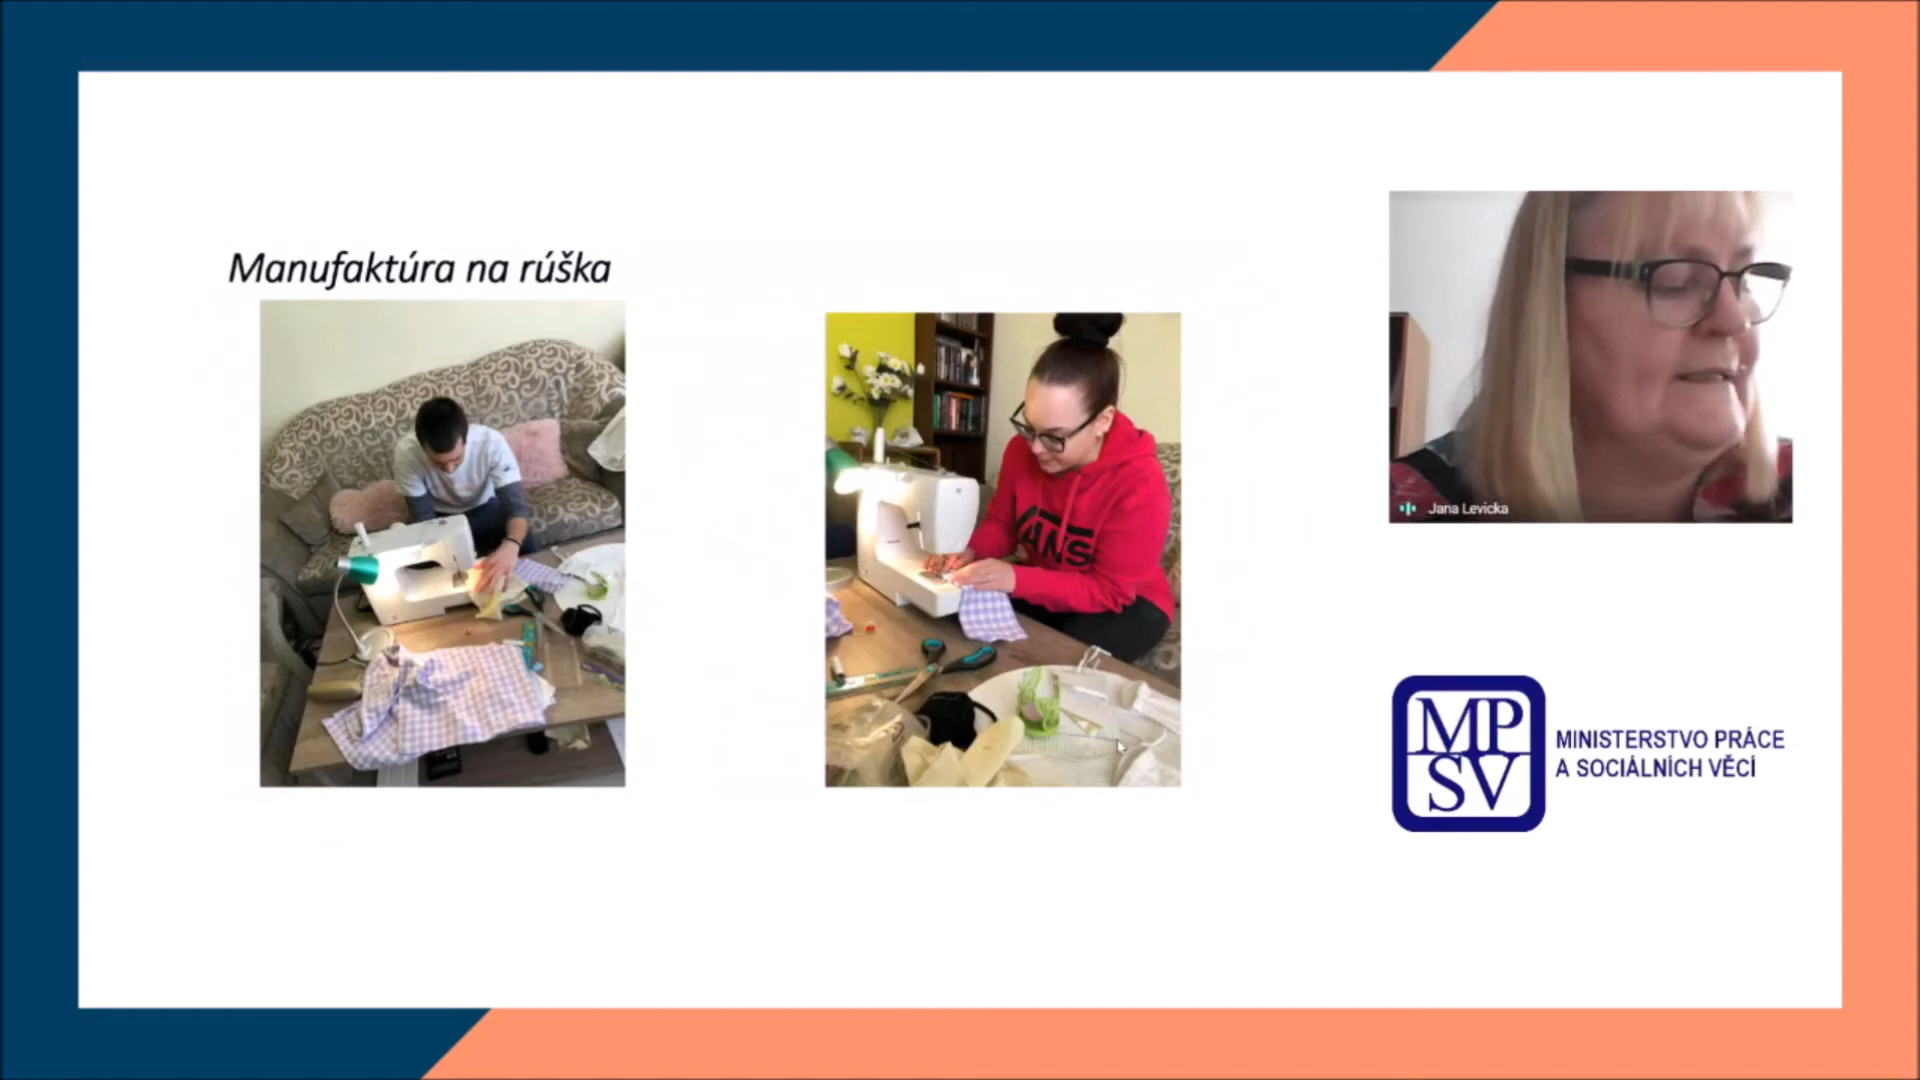 Manufaktúra na rúška
VANS
Jana Levicka
MP
SV
MINISTERSTVO PRÁCE
A SOCIÁLNÍCH VĚCÍ